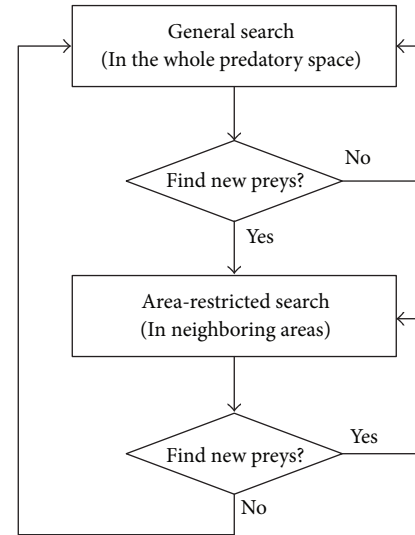 General search
(In the whole predatory space)
Find new preys?
No
Yes
Area-restricted search
(In neighboring areas)
Find new preys?
Yes
No